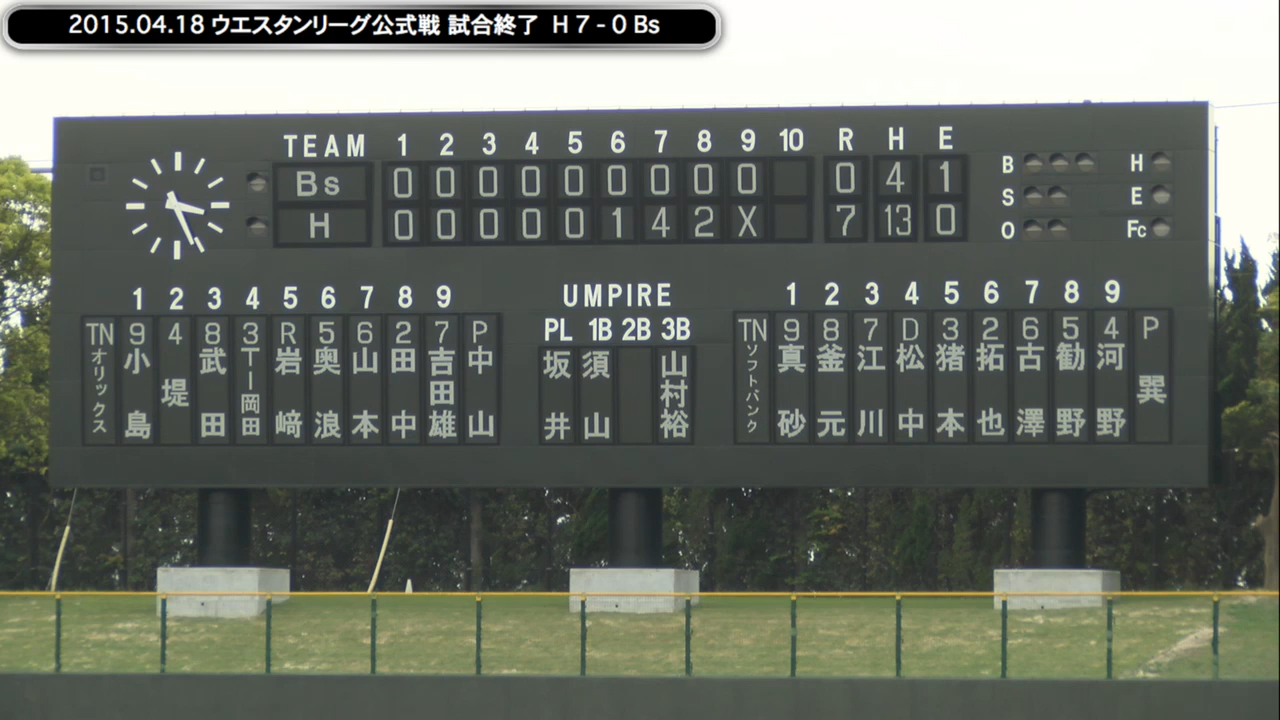 2015.04.18 ウエスタンリーグ公式戦 試合終了 H 7 - 0 Bs
TEAM 1 2 3 4 5 6 7 8 9 10 R H E
Bs 0 0 0 0 0 0 0 0 0 0 4 1
H 0 0 0 0 0 1 4 2 X 7 13 0
B H
S E
O Fc
1 2 3 4 5 6 7 8 9
TN 9 4 8 3 R 5 6 2 7 P
オリックス
小島
堤
武田
T－岡田
岩﨑
奥浪
山本
田中
吉田雄
中山
UMPIRE
PL 1B 2B 3B
坂井
須山
山村裕
1 2 3 4 5 6 7 8 9
TN 9 8 7 D 3 2 6 5 4 P
ソフトバンク
真砂
釜元
江川
松中
猪本
拓也
古澤
勧野
河野
巽